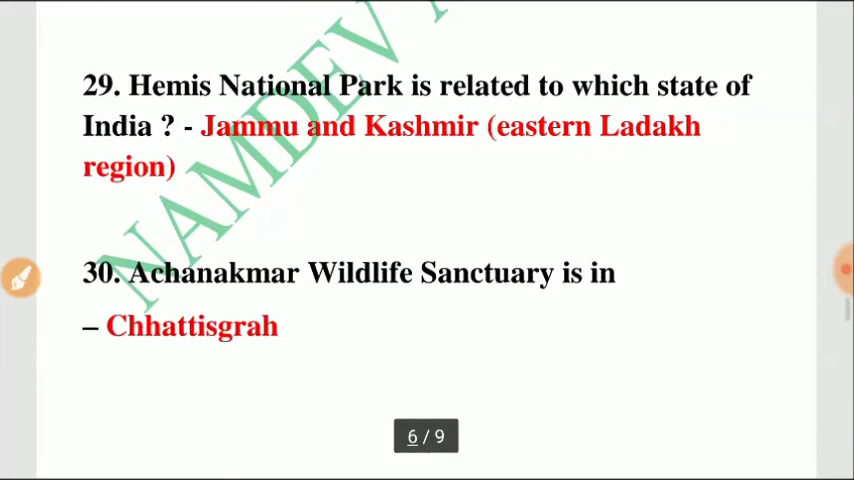 29. Hemis National Park is related to which state of
India ? - Jammu and Kashmir (eastern Ladakh
region)
NAMDEV
30. Achanakmar Wildlife Sanctuary is in
– Chhattisgrah
6 / 9